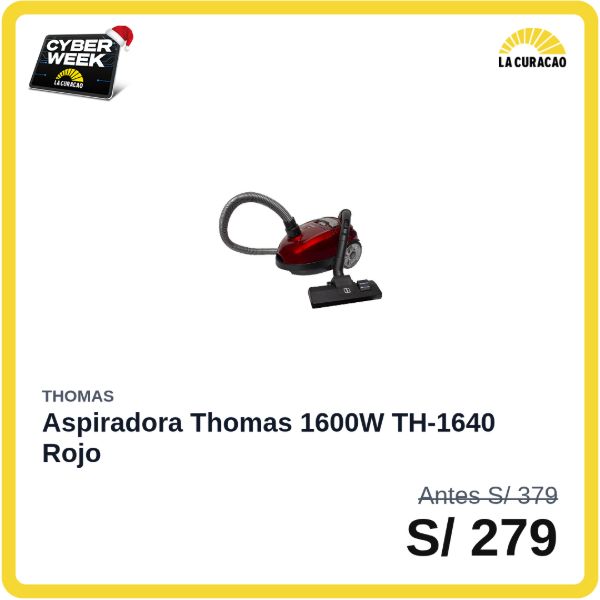 CYBER
WEEK
LA CURACAO
LA CURACAO
THOMAS
Aspiradora Thomas 1600W TH-1640
Rojo
Antes S/ 379
S/ 279